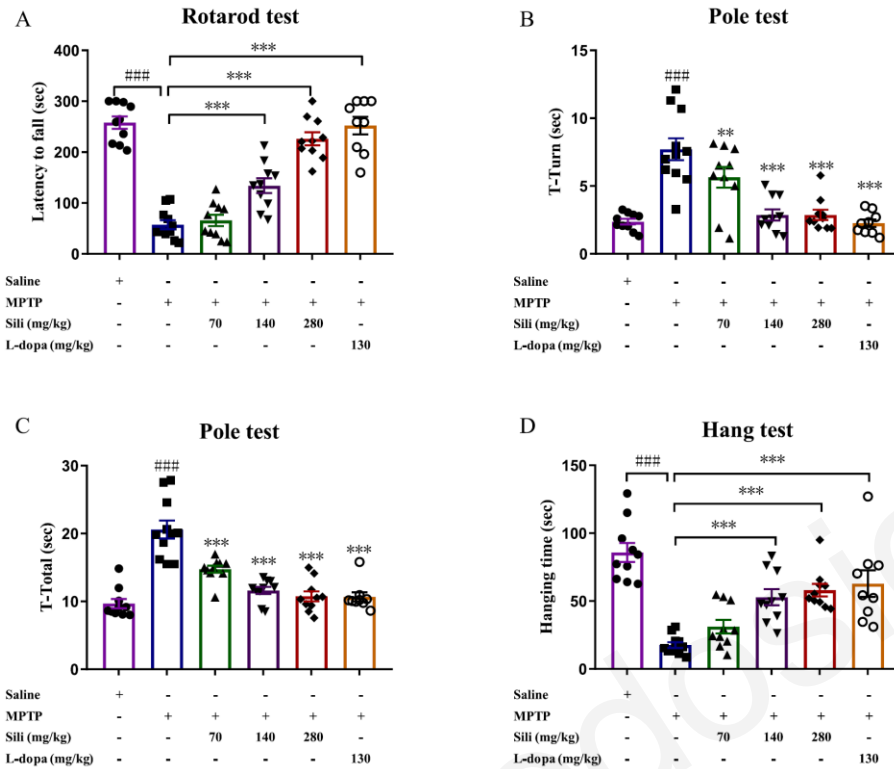 A
Rotarod test
Latency to fall (sec)
400
300
200
100
0
###
***
***
***
Saline + - - - - -
MPTP - + + + + +
Sili (mg/kg) - - 70 140 280 -
L-dopa (mg/kg) - - - - - 130
B
Pole test
T-Turn (sec)
15
10
5
0
###
**
***
***
***
Saline + - - - - -
MPTP - + + + + +
Sili (mg/kg) - - 70 140 280 -
L-dopa (mg/kg) - - - - - 130
C
Pole test
T-Total (sec)
30
20
10
0
###
***
***
***
***
Saline + - - - - -
MPTP - + + + + +
Sili (mg/kg) - - 70 140 280 -
L-dopa (mg/kg) - - - - - 130
D
Hang test
Hanging time (sec)
150
100
50
0
###
***
***
***
Saline + - - - - -
MPTP - + + + + +
Sili (mg/kg) - - 70 140 280 -
L-dopa (mg/kg) - - - - - 130